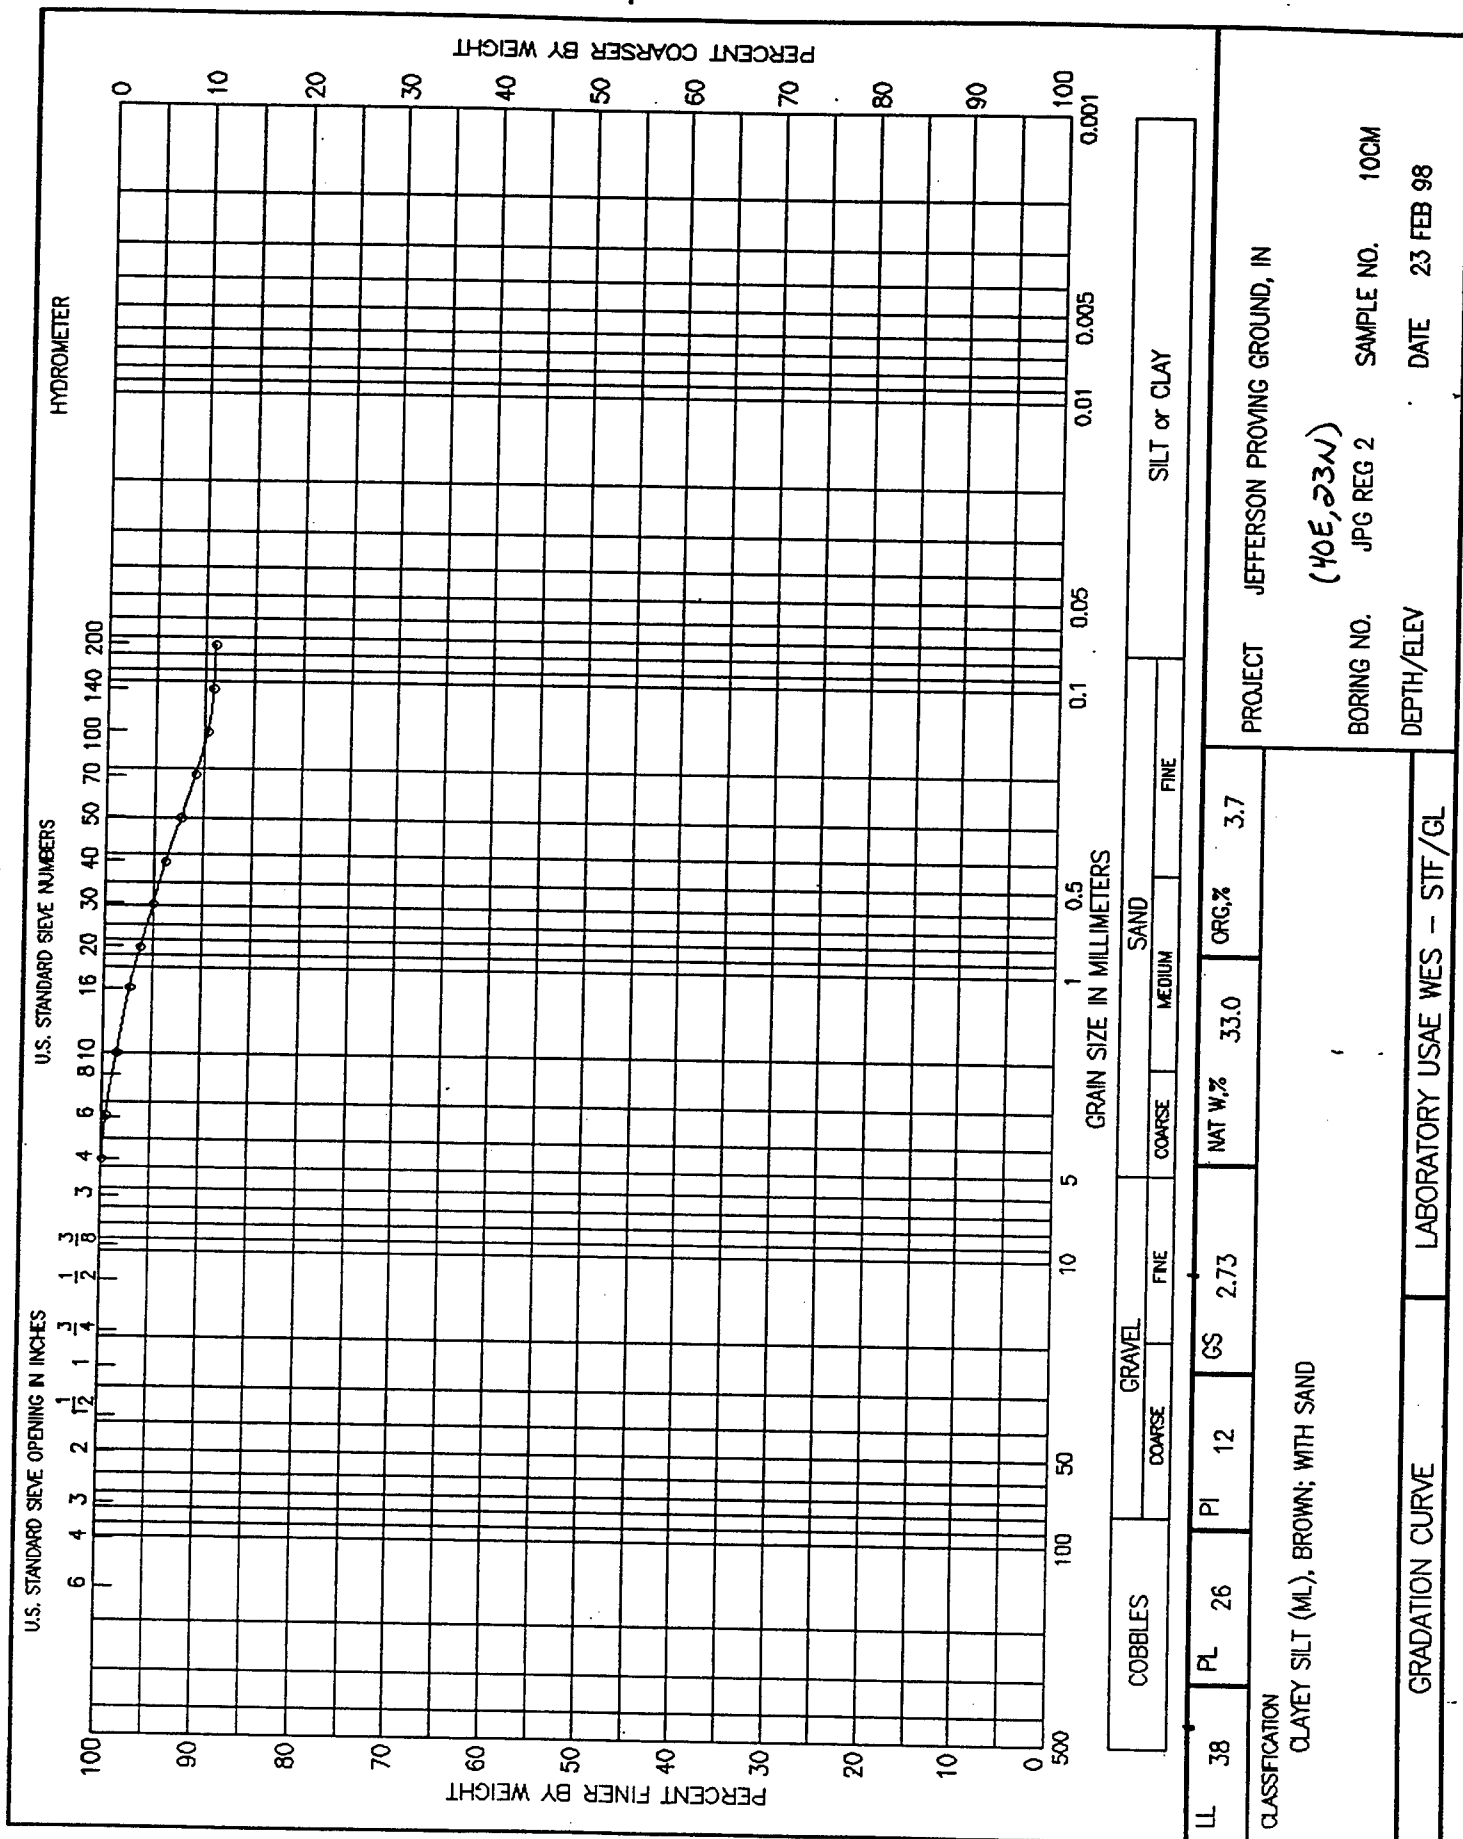 U.S. STANDARD SIEVE OPENING IN INCHES U.S. STANDARD SIEVE NUMBERS HYDROMETER
6 4 3 2 1 1/2 1 3/4 1/2 3/8 3 4 6 8 10 16 20 30 40 50 70 100 140 200
PERCENT FINER BY WEIGHT
100
90
80
70
60
50
40
30
20
10
0
PERCENT COARSER BY WEIGHT
0
10
20
30
40
50
60
70
80
90
100
500 100 50 10 5 1 0.5 0.1 0.05 0.01 0.005 0.001
GRAIN SIZE IN MILLIMETERS
COBBLES GRAVEL SAND SILT or CLAY
COARSE FINE COARSE MEDIUM FINE
LL 38 PL 26 PI 12 GS 2.73 NAT W,% 33.0 ORG,% 3.7
CLASSFICATION
CLAYEY SILT (ML), BROWN; WITH SAND
PROJECT JEFFERSON PROVING GROUND, IN
(40E, 23N)
BORING NO. JPG REG 2 SAMPLE NO. 10CM
DEPTH/ELEV DATE 23 FEB 98
GRADATION CURVE LABORATORY USAE WES - STF/GL